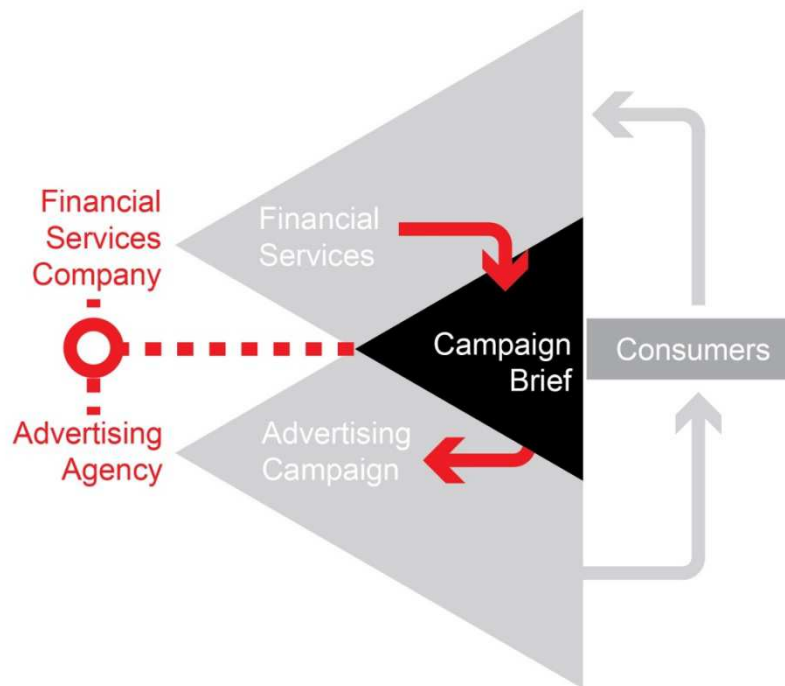 Financial
Services
Company
Financial
Services
Campaign
Brief
Consumers
Advertising
Agency
Advertising
Campaign